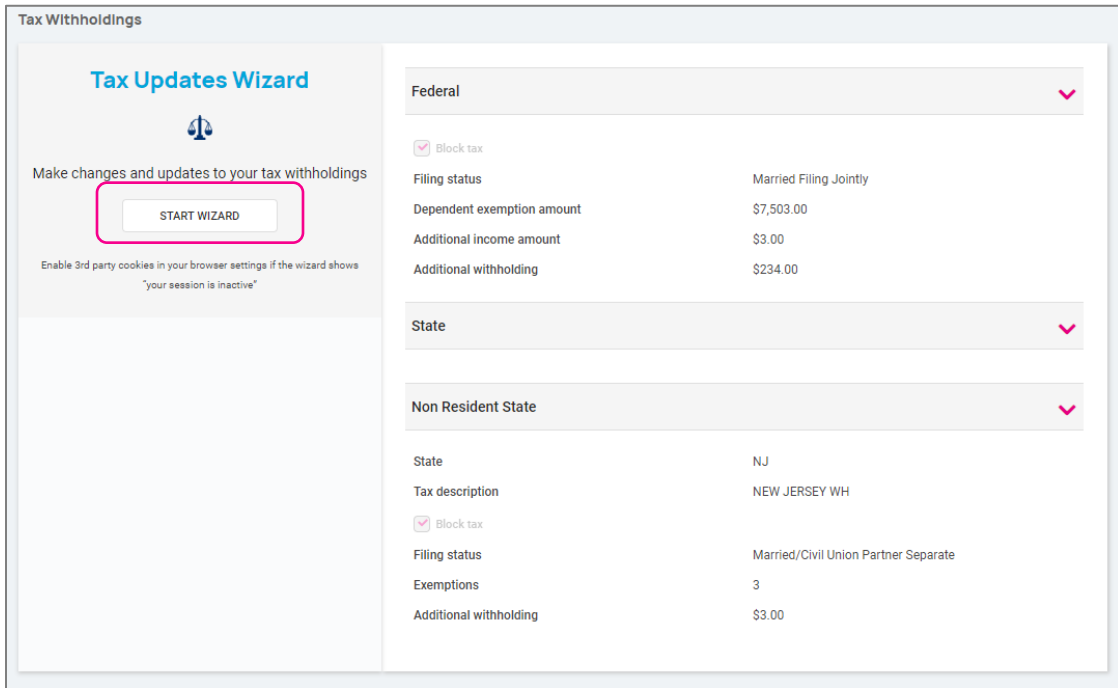 Tax Withholdings
Tax Updates Wizard
Make changes and updates to your tax withholdings
START WIZARD
Enable 3rd party cookies in your browser settings if the wizard shows
"your session is inactive"
Federal
Block tax
Filing status Married Filing Jointly
Dependent exemption amount $7,503.00
Additional income amount $3.00
Additional withholding $234.00
State
Non Resident State
State NJ
Tax description NEW JERSEY WH
Block tax
Filing status Married/Civil Union Partner Separate
Exemptions 3
Additional withholding $3.00